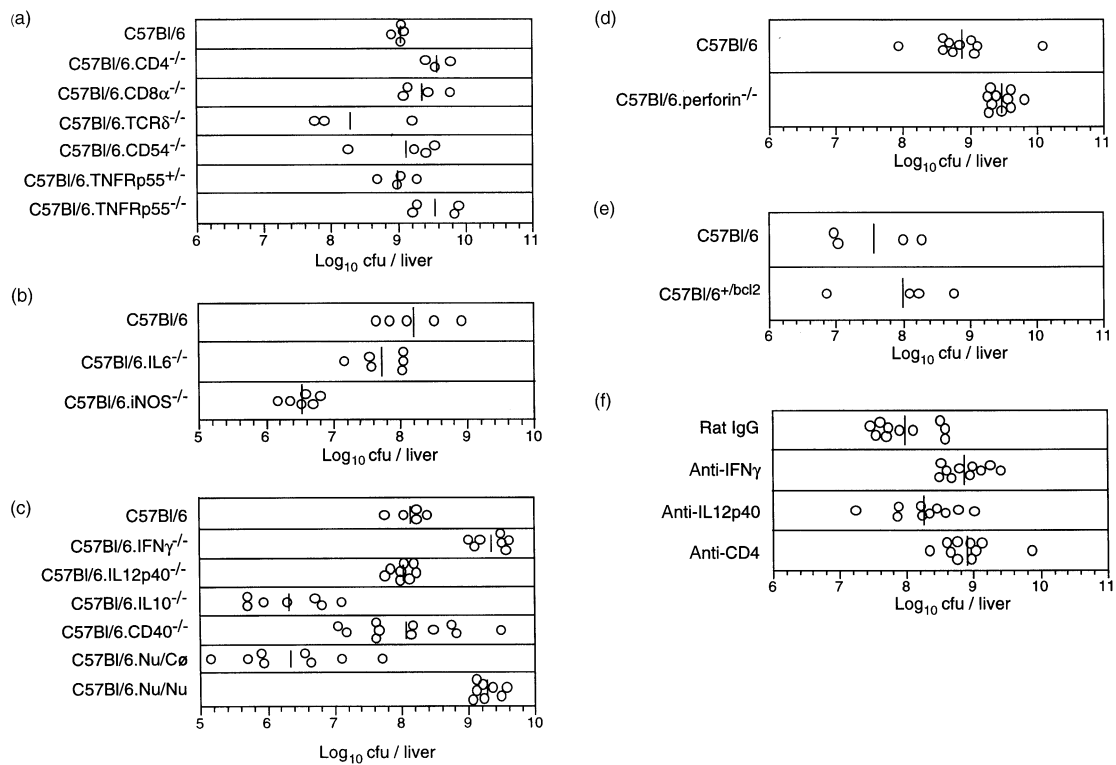 (a)
C57Bl/6
C57Bl/6.CD4-/-
C57Bl/6.CD8α-/-
C57Bl/6.TCRδ-/-
C57Bl/6.CD54-/-
C57Bl/6.TNFRp55+/-
C57Bl/6.TNFRp55-/-
6 7 8 9 10 11
Log10 cfu / liver
(b)
C57Bl/6
C57Bl/6.IL6-/-
C57Bl/6.iNOS-/-
5 6 7 8 9 10
Log10 cfu / liver
(c)
C57Bl/6
C57Bl/6.IFNγ-/-
C57Bl/6.IL12p40-/-
C57Bl/6.IL10-/-
C57Bl/6.CD40-/-
C57Bl/6.Nu/Cø
C57Bl/6.Nu/Nu
5 6 7 8 9 10
Log10 cfu / liver
(d)
C57Bl/6
C57Bl/6.perforin-/-
6 7 8 9 10 11
Log10 cfu / liver
(e)
C57Bl/6
C57Bl/6+/bcl2
6 7 8 9 10 11
Log10 cfu / liver
(f)
Rat IgG
Anti-IFNγ
Anti-IL12p40
Anti-CD4
6 7 8 9 10 11
Log10 cfu / liver